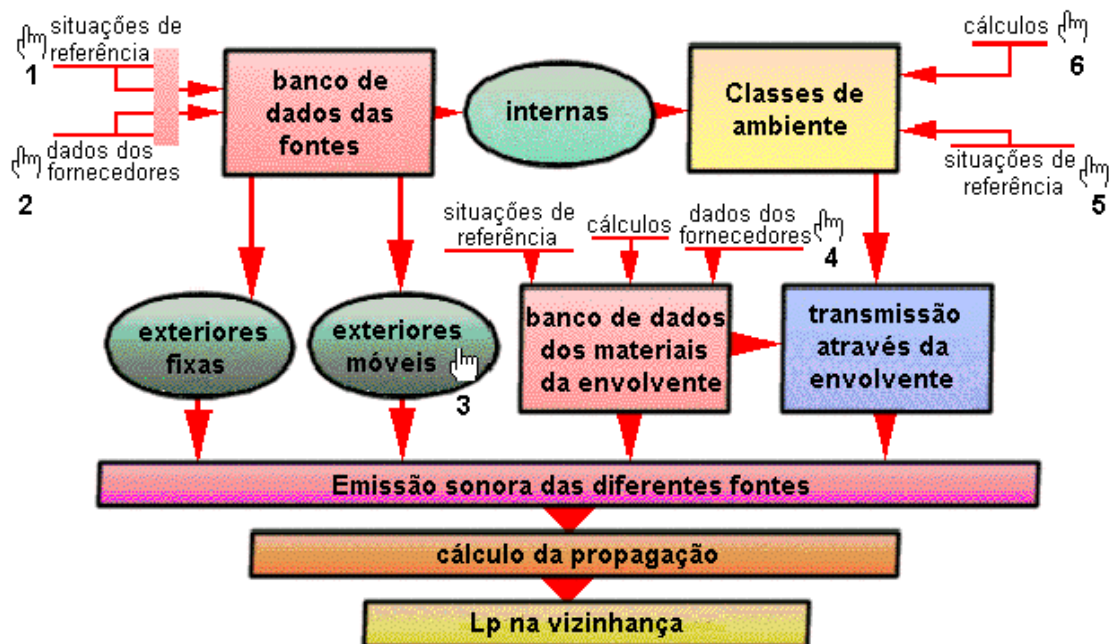 situações de
referência
1
dados dos
fornecedores
2
banco de
dados das
fontes
internas
Classes de
ambiente
cálculos
6
situações de
referência
5
situações de
referência
cálculos
dados dos
fornecedores
4
exteriores
fixas
exteriores
móveis
3
banco de dados
dos materiais
da envolvente
transmissão
através da
envolvente
Emissão sonora das diferentes fontes
cálculo da propagação
Lp na vizinhança